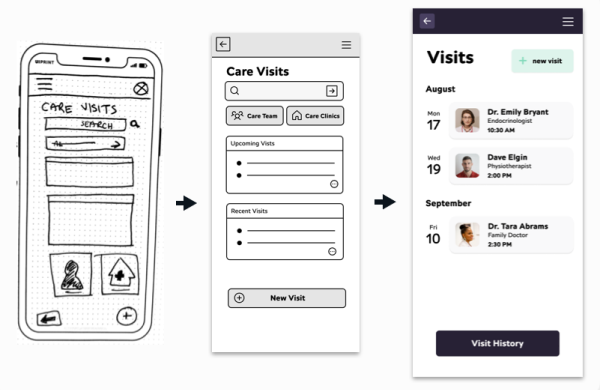 MIPRINT
CARE VISITS
SEARCH
Care Visits
Care Team
Care Clinics
Upcoming Vists
Recent Visits
New Visit
Visits
+ new visit
August
Mon
17
Dr. Emily Bryant
Endocrinologist
10:30 AM
Wed
19
Dave Elgin
Physiotherapist
2:00 PM
September
Fri
10
Dr. Tara Abrams
Family Doctor
2:30 PM
Visit History